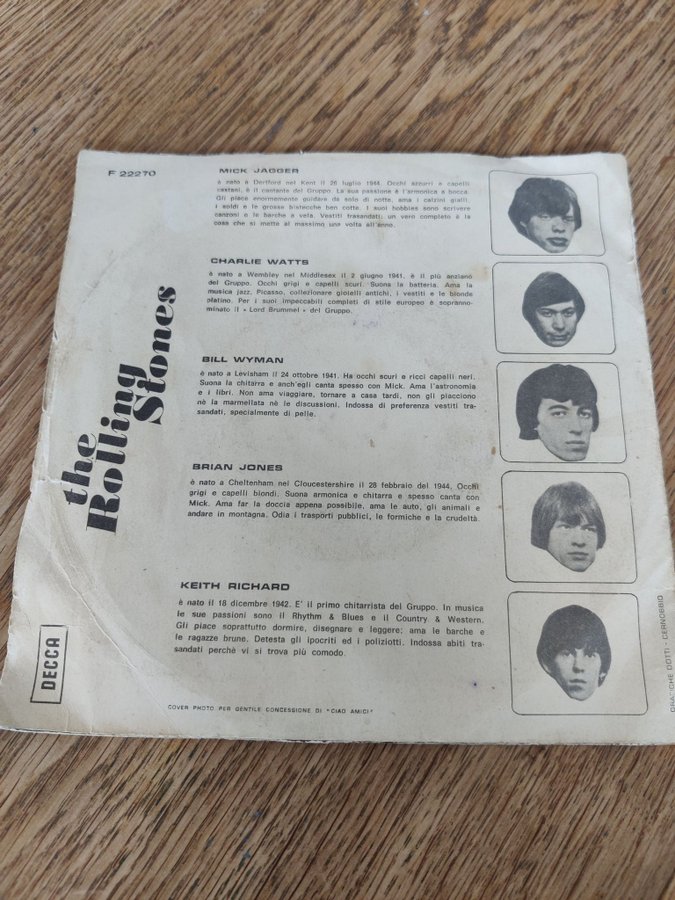 F 22270
the
Rolling
Stones
DECCA
MICK JAGGER
è nato a Dertford nel Kent il 26 luglio 1944. Occhi azzurri e capelli
castani, è il cantante del Gruppo. La sua passione è l'armonica a bocca.
Gli piace enormemente guidare da solo di notte, ama i calzini gialli
i soldi e le grosse bistecche ben cotte. I suoi hobbies sono scrivere
canzoni e le barche a vela. Vestiti trasandati: un vero completo è la
cosa che si mette al massimo una volta all'anno.
CHARLIE WATTS
è nato a Wembley nel Middlesex il 2 giugno 1941, è il più anziano
del Gruppo. Occhi grigi e capelli scuri. Suona la batteria. Ama la
musica jazz, Picasso, collezionare gioielli antichi, i vestiti e le bionde
platino. Per i suoi impeccabili completi di stile europeo è sopranno-
minato il « Lord Brummel » drl Gruppo.
BILL WYMAN
è nato a Levisham il 24 ottobre 1941. Ha occhi scuri e ricci capelli neri.
Suona la chitarra e anch'egli canta spesso con Mick. Ama l'astronomia
e i libri. Non ama viaggiare, tornare a casa tardi, non gli piacciono
nè la marmellata nè le discussioni. Indossa di preferenza vestiti tra-
sandati, specialmente di pelle.
BRIAN JONES
è nato a Cheltenham nel Cloucestershire il 28 febbraio del 1944. Occhi
grigi e capelli biondi. Suona armonica e chitarra e spesso canta con
Mick. Ama far la doccia appena possibile, ama le auto, gli animali e
andare in montagna. Odia i trasporti pubblici, le formiche e la crudeltà.
KEITH RICHARD
è nato il 18 dicembre 1942. E' il primo chitarrista del Gruppo. In musica
le sue passioni sono il Rhythm & Blues e il Country & Western.
Gli piace soprattutto dormire, disegnare e leggere; ama le barche e
le ragazze brune. Detesta gli ipocriti ed i poliziotti. Indossa abiti tra-
sandati perchè vi si trova più comodo.
COVER PHOTO PER GENTILE CONCESSIONE DI "CIAO AMICI"
GRAFICHE DOTTI - CERNOBBIO